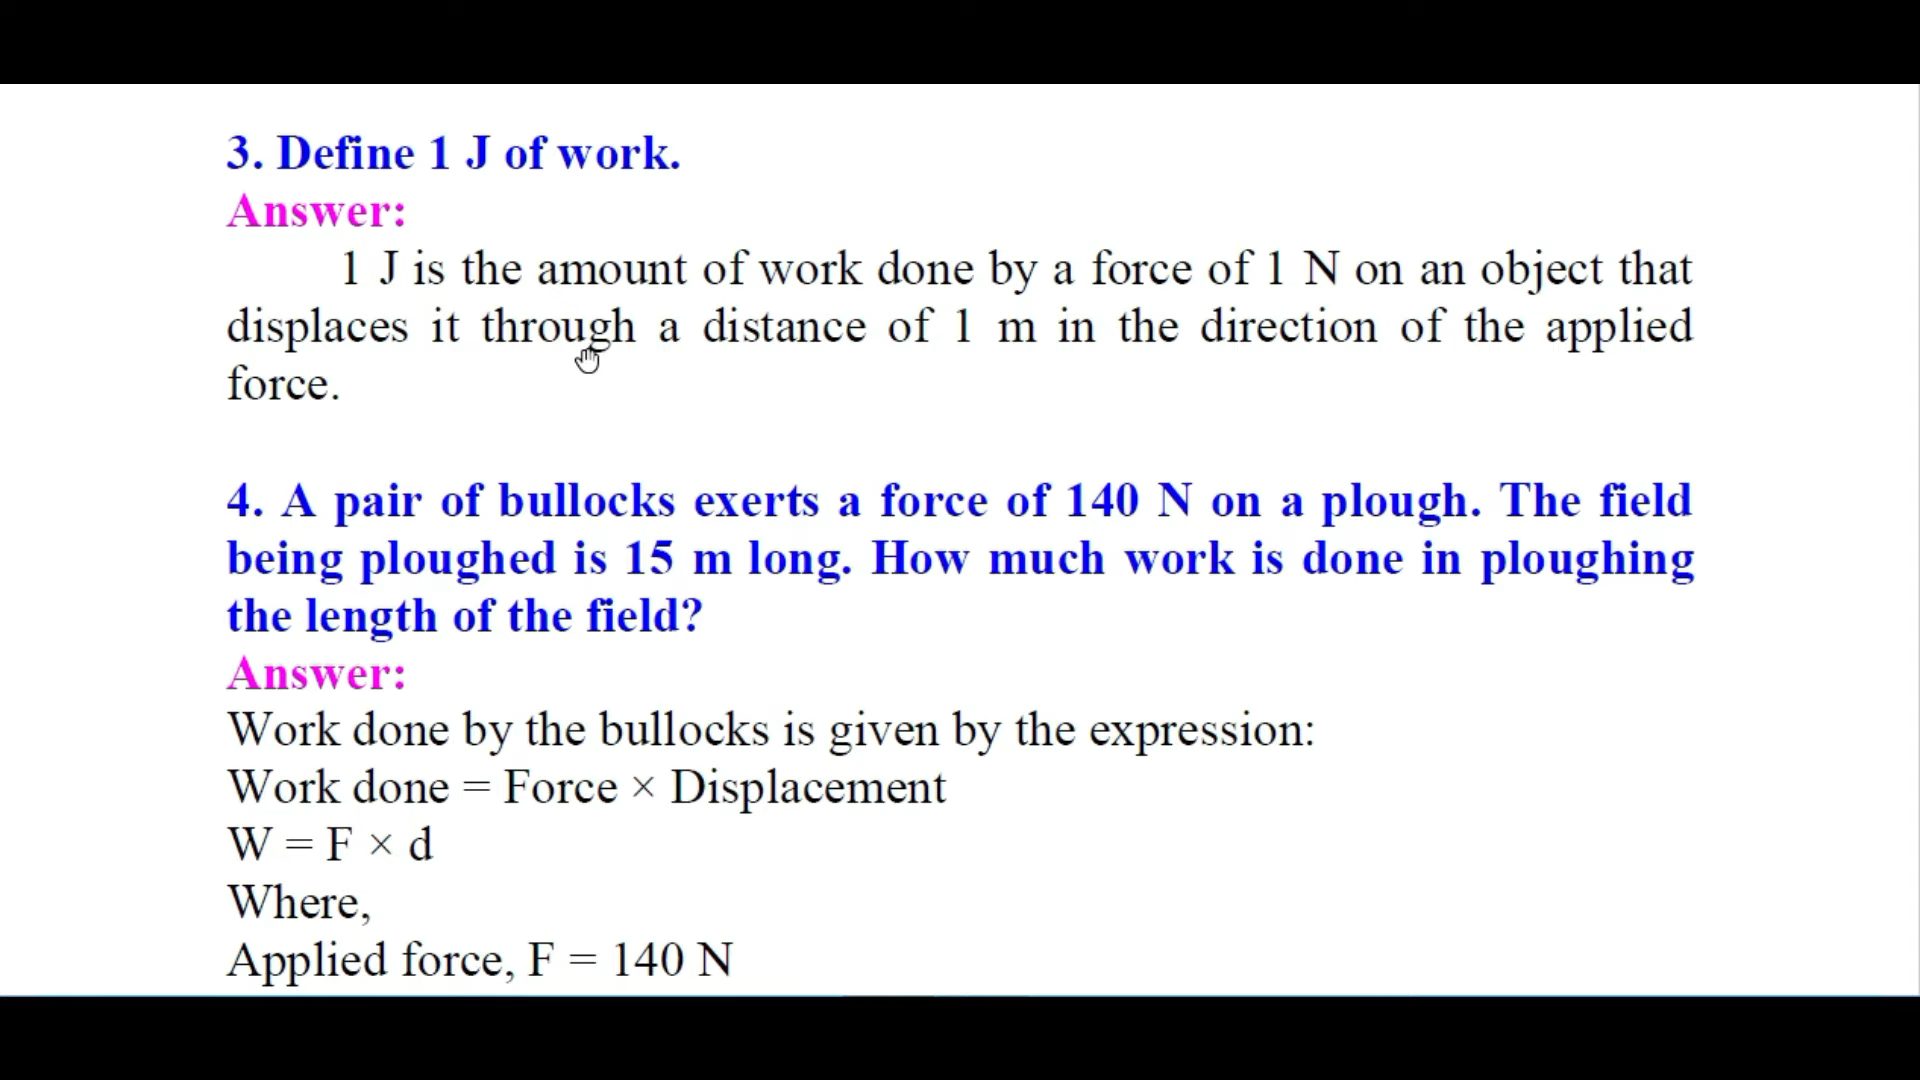 3. Define 1 J of work.
Answer:
1 J is the amount of work done by a force of 1 N on an object that
displaces it through a distance of 1 m in the direction of the applied
force.
4. A pair of bullocks exerts a force of 140 N on a plough. The field
being ploughed is 15 m long. How much work is done in ploughing
the length of the field?
Answer:
Work done by the bullocks is given by the expression:
Work done = Force × Displacement
W = F × d
Where,
Applied force, F = 140 N